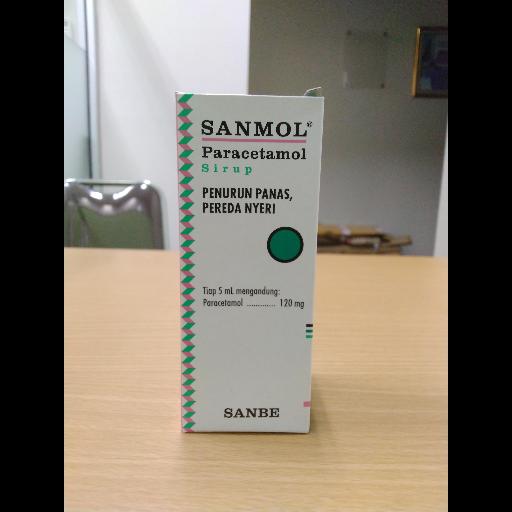 SANMOL®
Paracetamol
Sirup
PENURUN PANAS,
PEREDA NYERI
Tiap 5 mL mengandung:
Paracetamol .............. 120 mg
SANBE